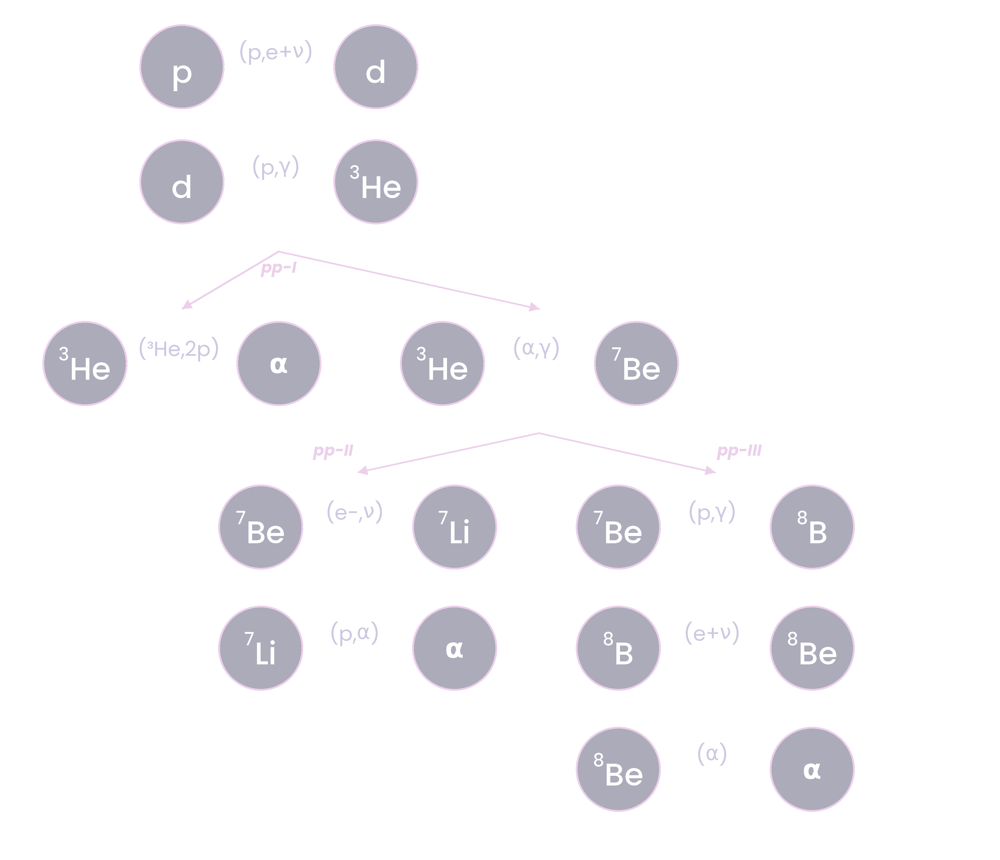 p (p,e+ν) d
d (p,γ) ³He
pp-I
³He (³He,2p) α ³He (α,γ) ⁷Be
pp-II pp-III
⁷Be (e−,ν) ⁷Li ⁷Be (p,γ) ⁸B
⁷Li (p,α) α ⁸B (e+ν) ⁸Be
⁸Be (α) α